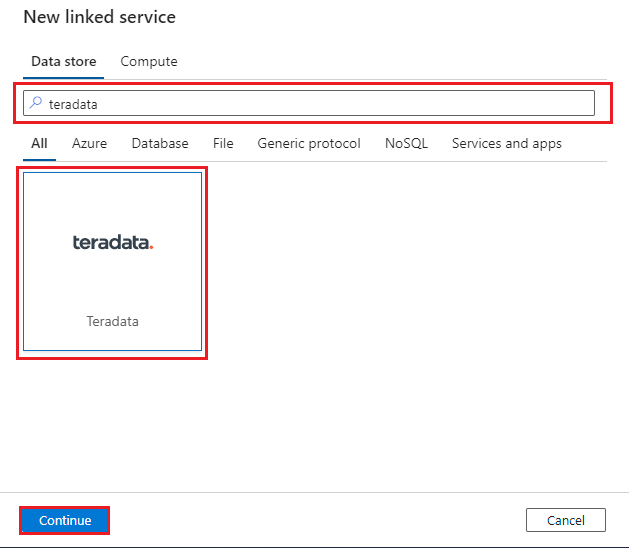 New linked service
Data store Compute
teradata
All Azure Database File Generic protocol NoSQL Services and apps
teradata.
Teradata
Continue Cancel